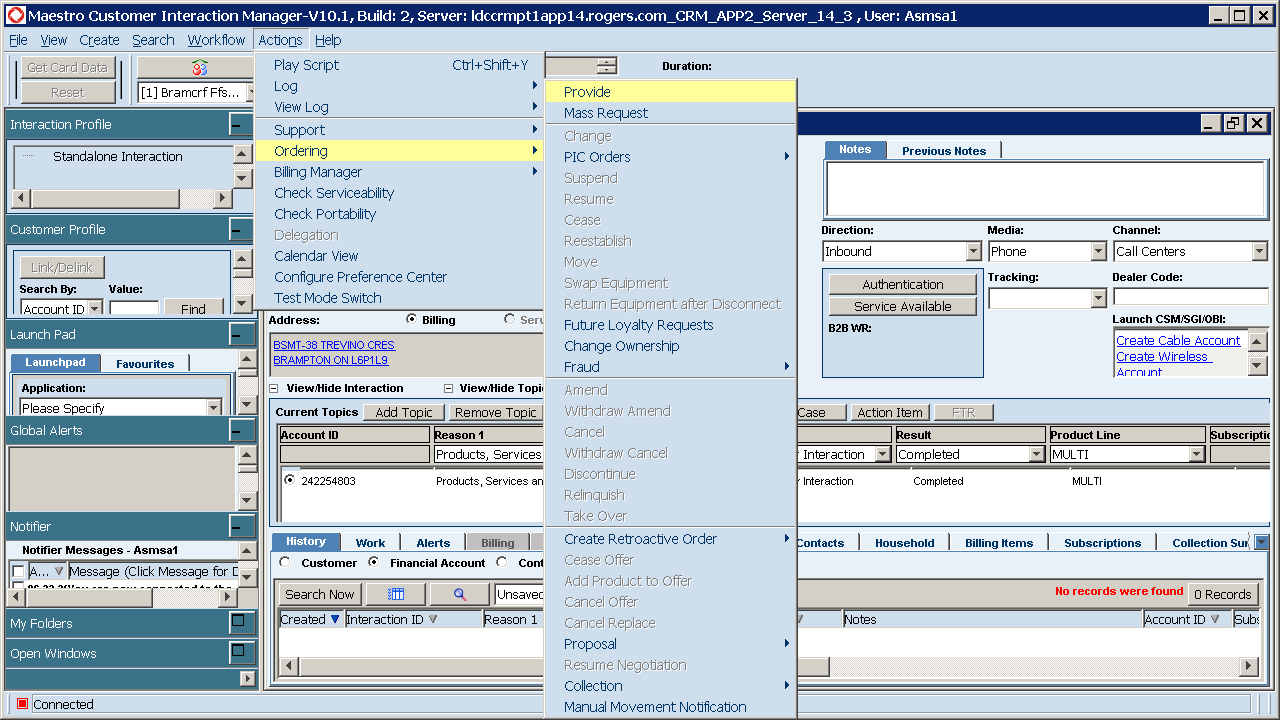 Maestro Customer Interaction Manager-V10.1, Build: 2, Server: ldccrmpt1app14.rogers.com_CRM_APP2_Server_14_3 , User: Asmsa1
File View Create Search Workflow Actions Help
Get Card Data
Reset
[1] Bramcrf Ffs...
Duration:
Interaction Profile
Standalone Interaction
Customer Profile
Link/Delink
Search By: Value:
Account ID Find
Launch Pad
Launchpad Favourites
Application:
Please Specify
Global Alerts
Notifier
Notifier Messages - Asmsa1
A... Message (Click Message for D
My Folders
Open Windows
Connected
Play Script Ctrl+Shift+Y
Log
View Log
Support
Ordering
Billing Manager
Check Serviceability
Check Portability
Delegation
Calendar View
Configure Preference Center
Test Mode Switch
Provide
Mass Request
Change
PIC Orders
Suspend
Resume
Cease
Reestablish
Move
Swap Equipment
Return Equipment after Disconnect
Future Loyalty Requests
Change Ownership
Fraud
Amend
Withdraw Amend
Cancel
Withdraw Cancel
Discontinue
Relinquish
Take Over
Create Retroactive Order
Cease Offer
Add Product to Offer
Cancel Offer
Cancel Replace
Proposal
Resume Negotiation
Collection
Manual Movement Notification
Notes Previous Notes
Direction: Media: Channel:
Inbound Phone Call Centers
Authentication
Service Available
B2B WR:
Tracking: Dealer Code:
Launch CSM/SGI/OBI:
Create Cable Account
Create Wireless
Account
Address: Billing Serv
BSMT-38 TREVINO CRES
BRAMPTON ON L6P1L9
View/Hide Interaction View/Hide Topic
Current Topics Add Topic Remove Topic Case Action Item FTR
Account ID Reason 1 Result Product Line Subscriptio
Products, Services r Interaction Completed MULTI
242254803 Products, Services an r Interaction Completed MULTI
History Work Alerts Billing Contacts Household Billing Items Subscriptions Collection Sum
Customer Financial Account Cont
Search Now Unsaved No records were found 0 Records
Created Interaction ID Reason 1 Notes Account ID Subs